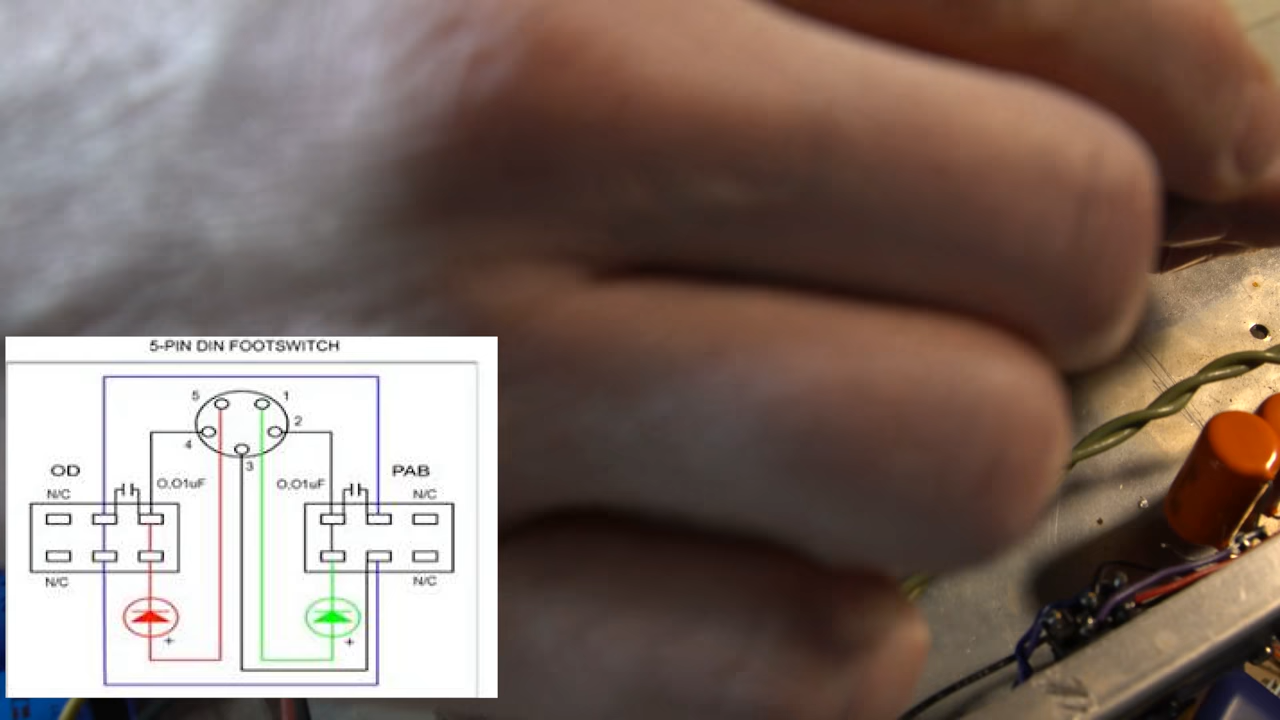 5-PIN DIN FOOTSWITCH
5 1
2
4
3
OD PAB
N/C 0,01uF 0,01uF N/C
N/C N/C
+ +